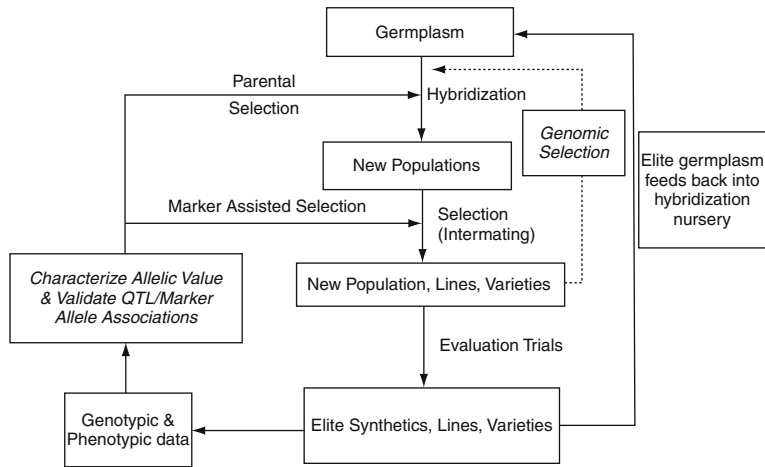 Germplasm
Parental
Selection
Hybridization
Genomic
Selection
Elite germplasm
feeds back into
hybridization
nursery
New Populations
Marker Assisted Selection
Selection
(Intermating)
Characterize Allelic Value
& Validate QTL/Marker
Allele Associations
New Population, Lines, Varieties
Evaluation Trials
Genotypic &
Phenotypic data
Elite Synthetics, Lines, Varieties